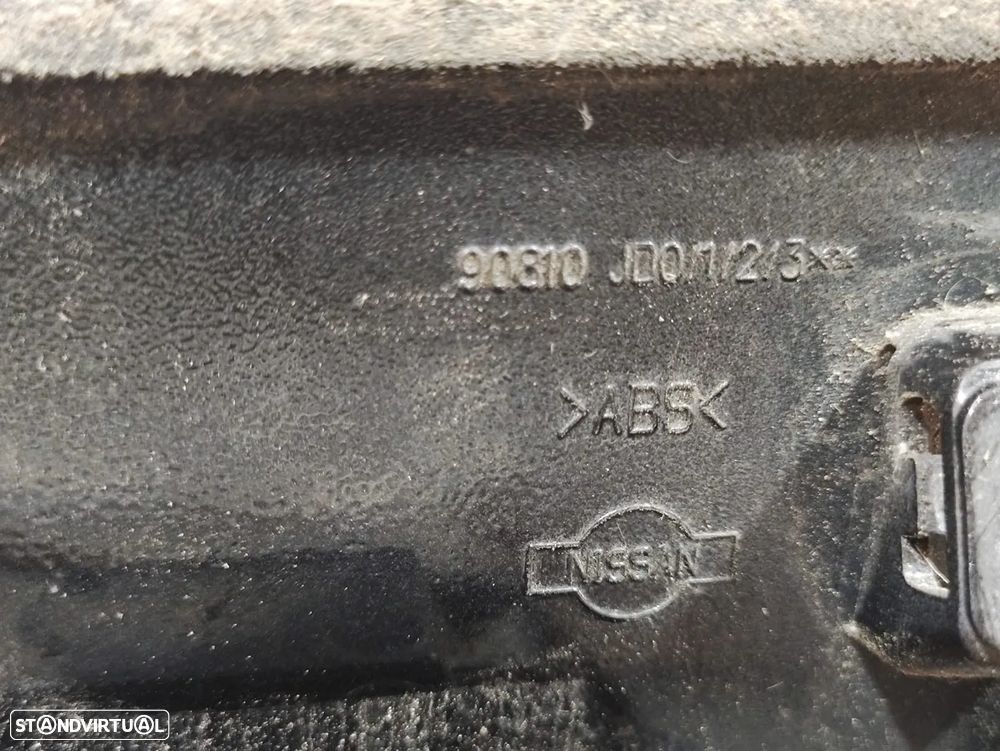 90810 JD0/1/2/3××
>ABS<
NISSAN
STANDVIRTUAL